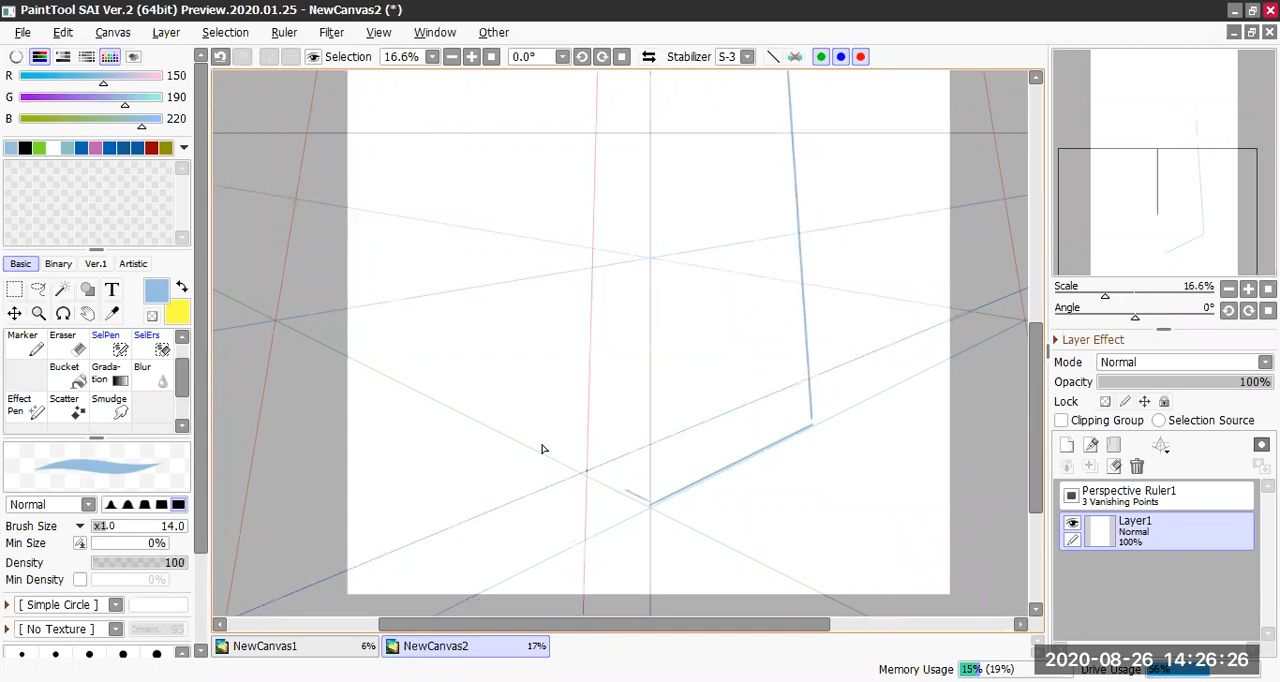 PaintTool SAI Ver.2 (64bit) Preview.2020.01.25 - NewCanvas2 (*)
File Edit Canvas Layer Selection Ruler Filter View Window Other
Selection 16.6% 0.0° Stabilizer S-3
R 150
G 190
B 220
Basic Binary Ver.1 Artistic
T
Marker Eraser SelPen SelErs
Bucket Grada-tion Blur
Effect Pen Scatter Smudge
Normal
Brush Size x1.0 14.0
Min Size 0%
Density 100
Min Density 0%
[ Simple Circle ]
[ No Texture ]
Scale 16.6%
Angle 0°
Layer Effect
Mode Normal
Opacity 100%
Lock
Clipping Group Selection Source
Perspective Ruler1
3 Vanishing Points
Layer1
Normal
100%
NewCanvas1 6% NewCanvas2 17%
Memory Usage 15% (19%) Drive Usage 56%
2020-08-26 14:26:26